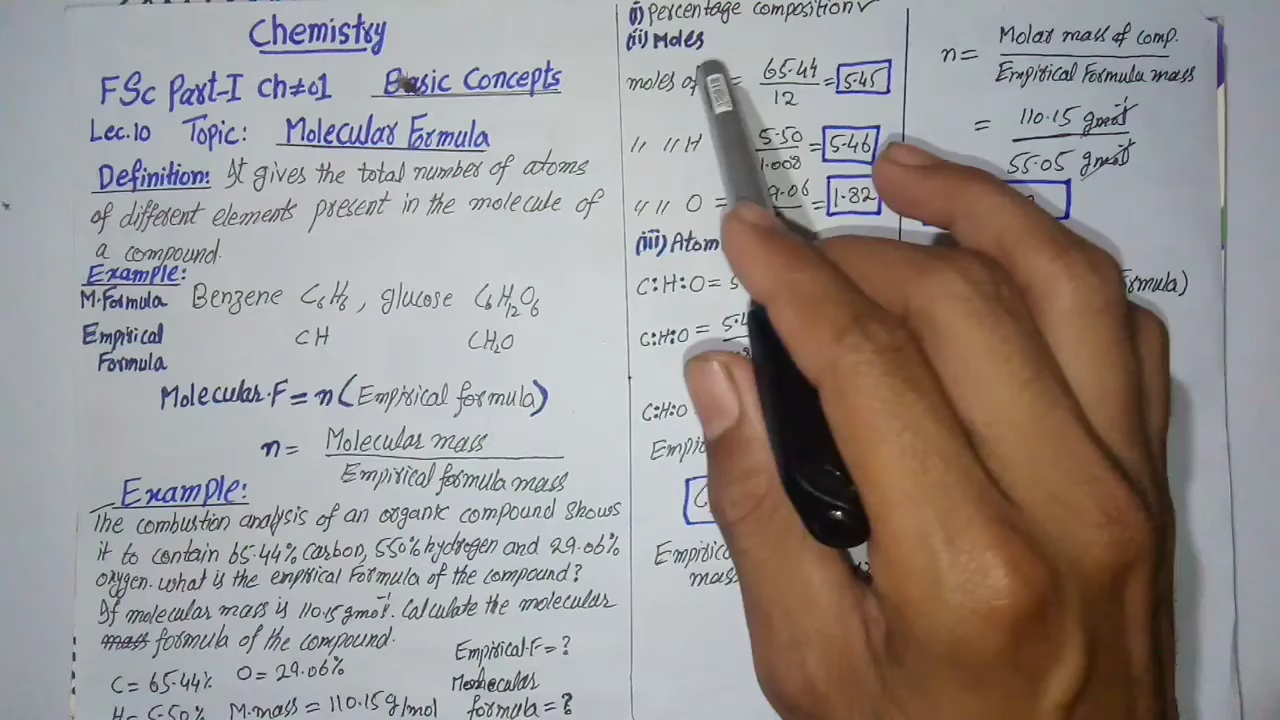 Chemistry
FSc Part-I Ch#01 Basic Concepts
Lec.10 Topic: Molecular Formula
Definition: It gives the total number of atoms
of different elements present in the molecule of
a compound.
Example:
M.Formula Benzene C₆H₆, glucose C₆H₁₂O₆
Empirical CH CH₂O
Formula
Molecular.F = n(Empirical formula)
n = Molecular mass
Empirical formula mass
Example:
The combustion analysis of an organic compound shows
it to contain 65.44% carbon, 550% hydrogen and 29.06%
oxygen. what is the empirical Formula of the compound?
If molecular mass is 110.15 gmol⁻¹. Calculate the molecular
mass formula of the compound.
C = 65.44% O = 29.06% Empirical.F = ?
H = 5.50% M.mass = 110.15 g/mol Molecular
formula = ?
(i) Percentage composition
(ii) Moles
moles of = 65.44
12 = 5.45
" " H 5.50
1.008 = 5.46
" " O = 9.06
= 1.82
(iii) Atom
C:H:O =
C:H:O = 5.4
C:H:O =
n = Molar mass of comp.
Empirical Formula mass
= 110.15 gmol⁻¹
55.05 gmol⁻¹